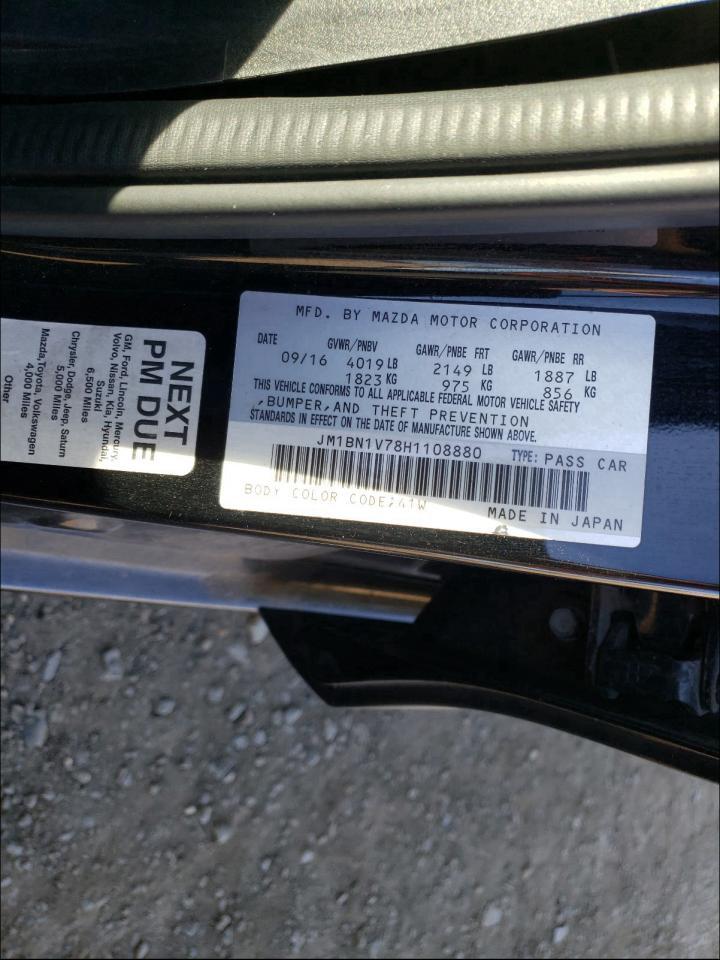 MFD. BY MAZDA MOTOR CORPORATION
DATE GVWR/PNBV GAWR/PNBE FRT GAWR/PNBE RR
09/16 4019 LB 2149 LB 1887 LB
1823 KG 975 KG 856 KG
THIS VEHICLE CONFORMS TO ALL APPLICABLE FEDERAL MOTOR VEHICLE SAFETY
,BUMPER,AND THEFT PREVENTION
STANDARDS IN EFFECT ON THE DATE OF MANUFACTURE SHOWN ABOVE.
JM1BN1V78H1108880 TYPE: PASS CAR
BODY COLOR CODE;41W
MADE IN JAPAN
NEXT
PM DUE
GM, Ford, Lincoln, Mercury,
Volvo, Nissan, Kia, Hyundai,
Suzuki
6,500 Miles
Chrysler, Dodge, Jeep, Saturn
5,000 Miles
Mazda,Toyota, Volkswagen
4,000 Miles
Other